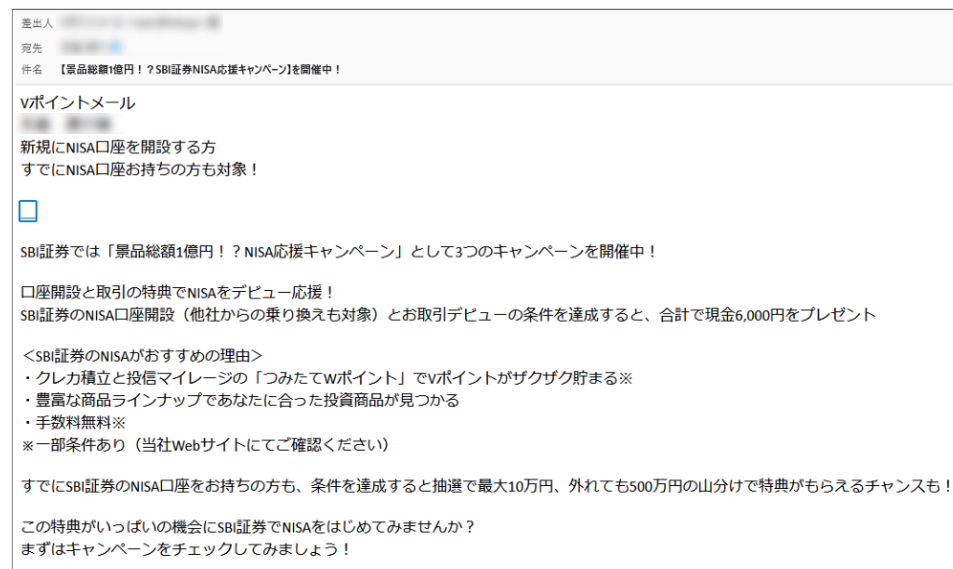 差出人
宛先
件名 【景品総額1億円！？SBI証券NISA応援キャンペーン】を開催中！
Vポイントメール
新規にNISA口座を開設する方
すでにNISA口座お持ちの方も対象！
SBI証券では「景品総額1億円！？NISA応援キャンペーン」として3つのキャンペーンを開催中！
口座開設と取引の特典でNISAをデビュー応援！
SBI証券のNISA口座開設（他社からの乗り換えも対象）とお取引デビューの条件を達成すると、合計で現金6,000円をプレゼント
＜SBI証券のNISAがおすすめの理由＞
・クレカ積立と投信マイレージの「つみたてWポイント」でVポイントがザクザク貯まる※
・豊富な商品ラインナップであなたに合った投資商品が見つかる
・手数料無料※
※一部条件あり（当社Webサイトにてご確認ください）
すでにSBI証券のNISA口座をお持ちの方も、条件を達成すると抽選で最大10万円、外れても500万円の山分けで特典がもらえるチャンスも！
この特典がいっぱいの機会にSBI証券でNISAをはじめてみませんか？
まずはキャンペーンをチェックしてみましょう！